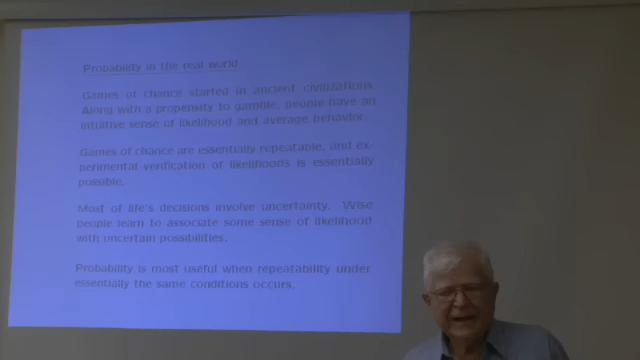 Probability in the real world
Games of chance started in ancient civilizations.
Along with a propensity to gamble, people have an
intuitive sense of likelihood and average behavior.
Games of chance are essentially repeatable, and ex-
perimental verification of likelihoods is essentially
possible.
Most of life's decisions involve uncertainty. Wise
people learn to associate some sense of likelihood
with uncertain possibilities.
Probability is most useful when repeatability under
essentially the same conditions occurs.